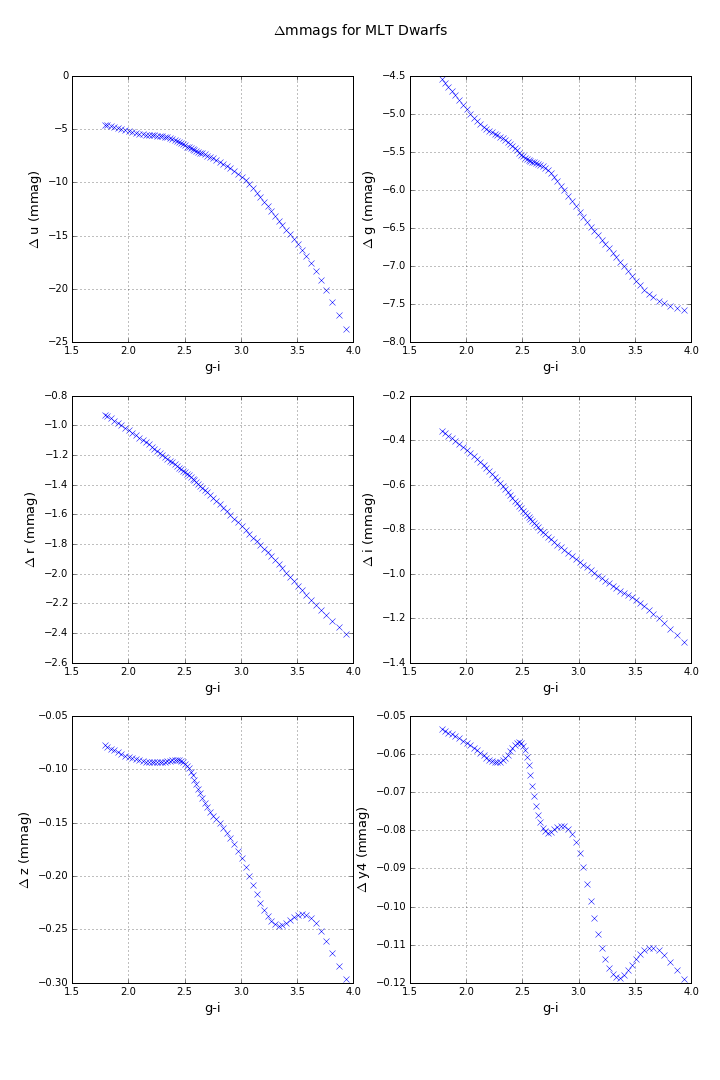 Δmmags for MLT Dwarfs
0
−5
−10
−15
−20
−25
Δ u (mmag)
1.5 2.0 2.5 3.0 3.5 4.0
g-i
−4.5
−5.0
−5.5
−6.0
−6.5
−7.0
−7.5
−8.0
Δ g (mmag)
1.5 2.0 2.5 3.0 3.5 4.0
g-i
−0.8
−1.0
−1.2
−1.4
−1.6
−1.8
−2.0
−2.2
−2.4
−2.6
Δ r (mmag)
1.5 2.0 2.5 3.0 3.5 4.0
g-i
−0.2
−0.4
−0.6
−0.8
−1.0
−1.2
−1.4
Δ i (mmag)
1.5 2.0 2.5 3.0 3.5 4.0
g-i
−0.05
−0.10
−0.15
−0.20
−0.25
−0.30
Δ z (mmag)
1.5 2.0 2.5 3.0 3.5 4.0
g-i
−0.05
−0.06
−0.07
−0.08
−0.09
−0.10
−0.11
−0.12
Δ y4 (mmag)
1.5 2.0 2.5 3.0 3.5 4.0
g-i